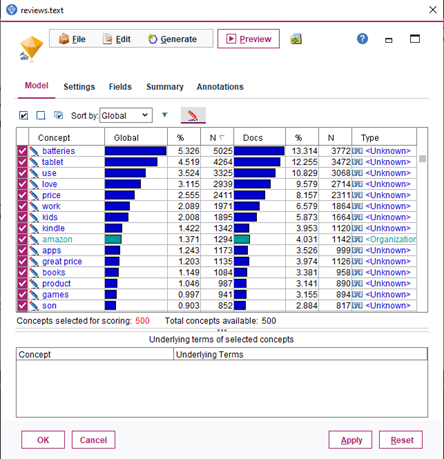 reviews.text
File Edit Generate Preview
Model Settings Fields Summary Annotations
Sort by: Global
Concept Global % N Docs % N Type
batteries 5.326 5025 13.314 3772 <Unknown>
tablet 4.519 4264 12.255 3472 <Unknown>
use 3.524 3325 10.829 3068 <Unknown>
love 3.115 2939 9.579 2714 <Unknown>
price 2.555 2411 8.157 2311 <Unknown>
work 2.089 1971 6.579 1864 <Unknown>
kids 2.008 1895 5.873 1664 <Unknown>
kindle 1.422 1342 3.953 1120 <Unknown>
amazon 1.371 1294 4.031 1142 <Organization
apps 1.243 1173 3.526 999 <Unknown>
great price 1.203 1135 3.974 1126 <Unknown>
books 1.149 1084 3.381 958 <Unknown>
product 1.046 987 3.141 890 <Unknown>
games 0.997 941 3.155 894 <Unknown>
son 0.903 852 2.884 817 <Unknown>
Concepts selected for scoring: 500 Total concepts available: 500
Underlying terms of selected concepts
Concept Underlying Terms
OK Cancel Apply Reset